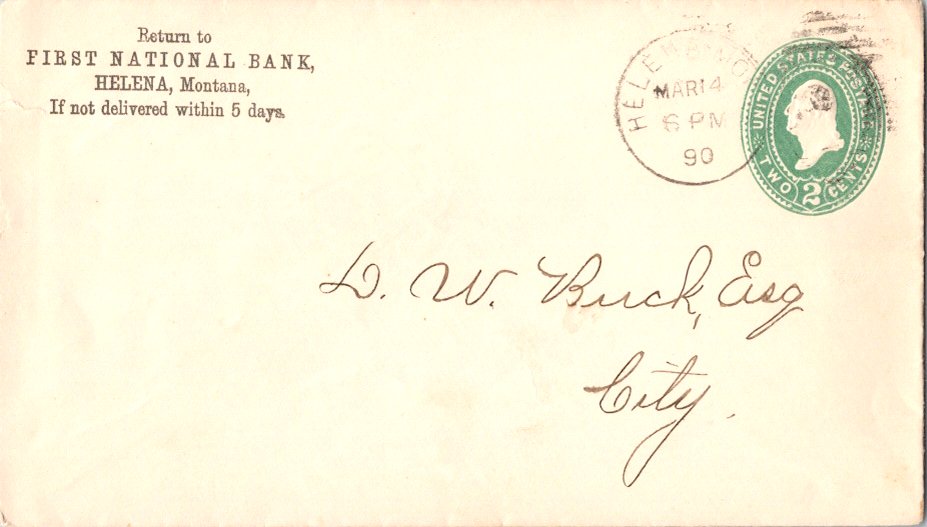 Return to
FIRST NATIONAL BANK,
HELENA, Montana,
If not delivered within 5 days.
HELENA
MAR 14
6 PM
90
UNITED STATES POSTAGE
TWO 2 CENTS
D. W. Buck, Esq
City.